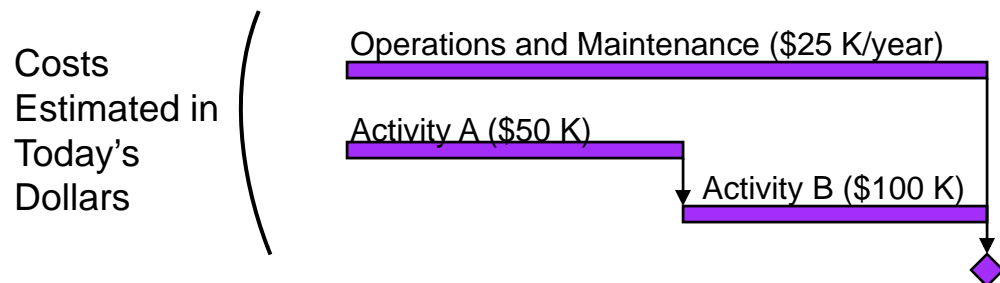 Costs
Estimated in
Today's
Dollars
Operations and Maintenance ($25 K/year)
Activity A ($50 K)
Activity B ($100 K)